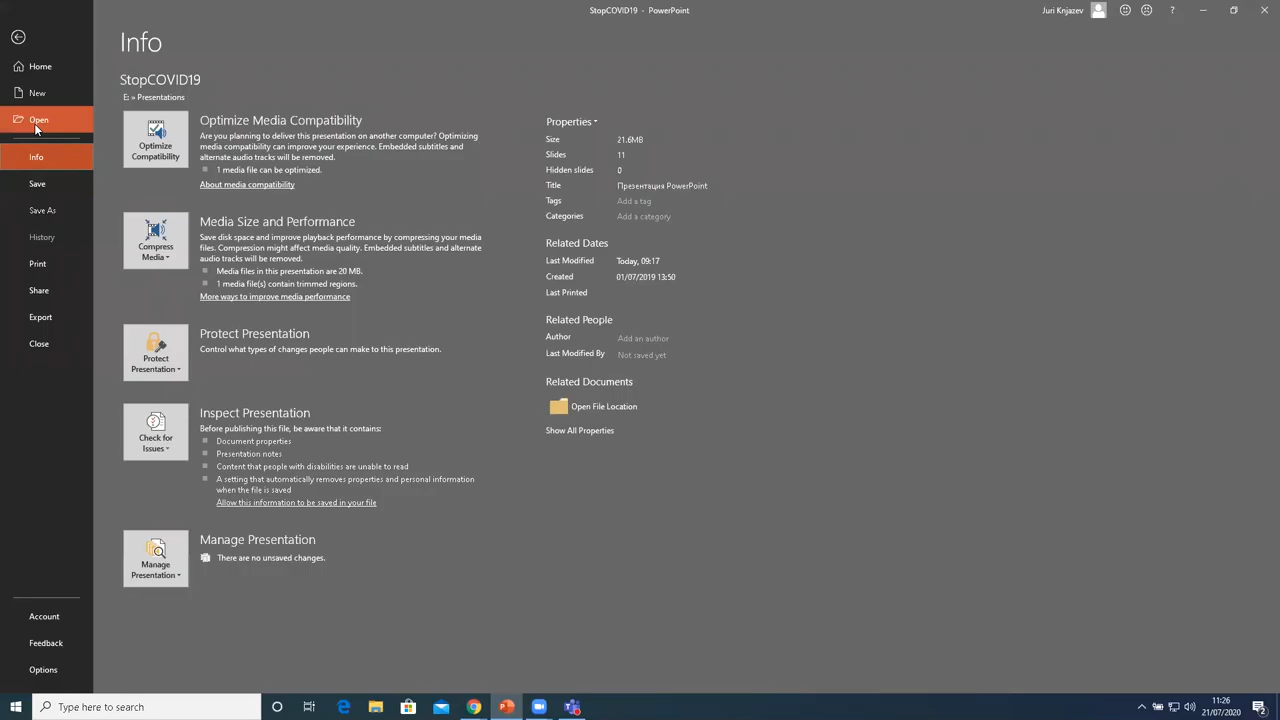 StopCOVID19 - PowerPoint
Juri Knjazev
?
Info
Home
New
Open
Info
Save
Save As
History
Print
Share
Export
Close
Account
Feedback
Options
StopCOVID19
E: » Presentations
Optimize Compatibility
Optimize Media Compatibility
Are you planning to deliver this presentation on another computer? Optimizing
media compatibility can improve your experience. Embedded subtitles and
alternate audio tracks will be removed.
1 media file can be optimized.
About media compatibility
Compress
Media
Media Size and Performance
Save disk space and improve playback performance by compressing your media
files. Compression might affect media quality. Embedded subtitles and alternate
audio tracks will be removed.
Media files in this presentation are 20 MB.
1 media file(s) contain trimmed regions.
More ways to improve media performance
Protect
Presentation
Protect Presentation
Control what types of changes people can make to this presentation.
Check for
Issues
Inspect Presentation
Before publishing this file, be aware that it contains:
Document properties
Presentation notes
Content that people with disabilities are unable to read
A setting that automatically removes properties and personal information
when the file is saved
Allow this information to be saved in your file
Manage
Presentation
Manage Presentation
There are no unsaved changes.
Properties
Size 21.6MB
Slides 11
Hidden slides 0
Title Презентация PowerPoint
Tags Add a tag
Categories Add a category
Related Dates
Last Modified Today, 09:17
Created 01/07/2019 13:50
Last Printed
Related People
Author Add an author
Last Modified By Not saved yet
Related Documents
Open File Location
Show All Properties
Type here to search
11:26
21/07/2020